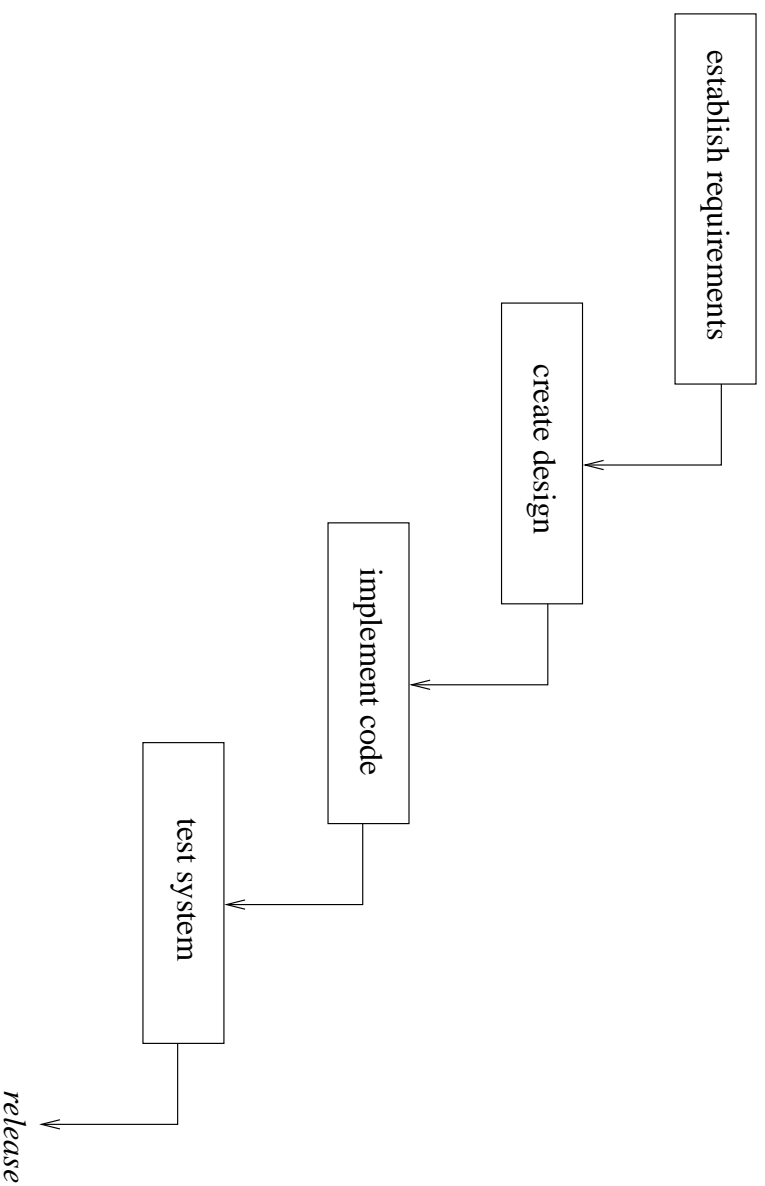 establish requirements
create design
implement code
test system
release